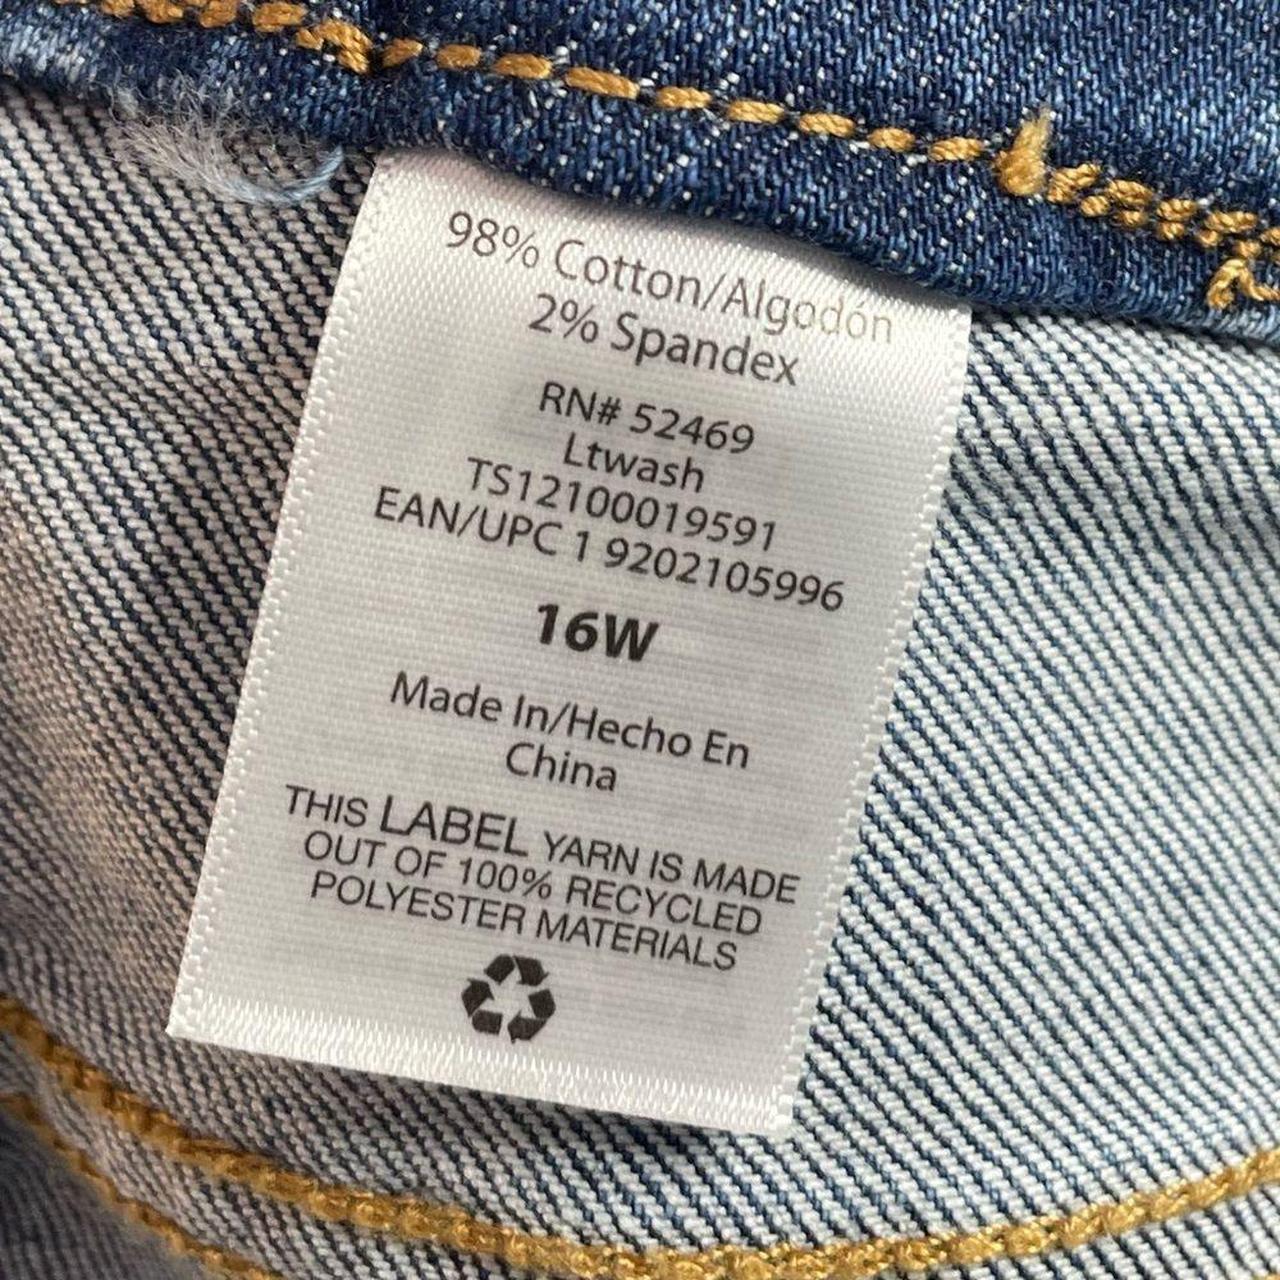 98% Cotton/Algodón
2% Spandex
RN# 52469
Ltwash
TS12100019591
EAN/UPC 1 9202105996
16W
Made In/Hecho En
China
THIS LABEL YARN IS MADE
OUT OF 100% RECYCLED
POLYESTER MATERIALS